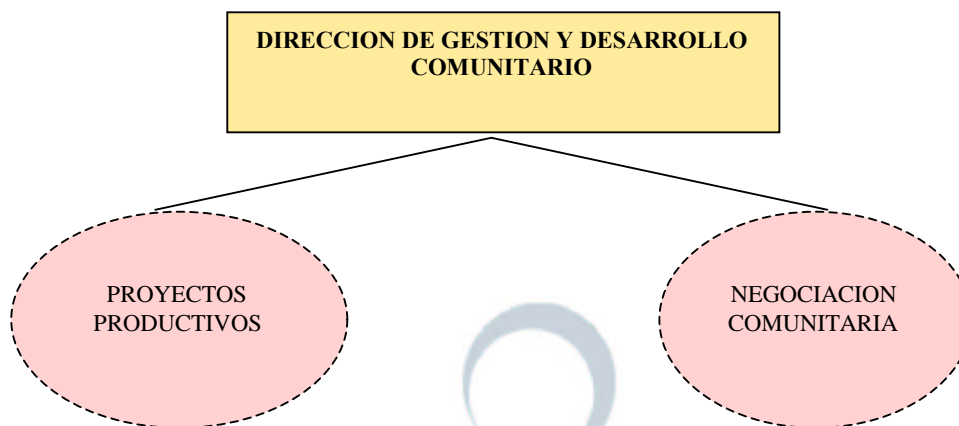 DIRECCION DE GESTION Y DESARROLLO
COMUNITARIO
PROYECTOS
PRODUCTIVOS
NEGOCIACION
COMUNITARIA